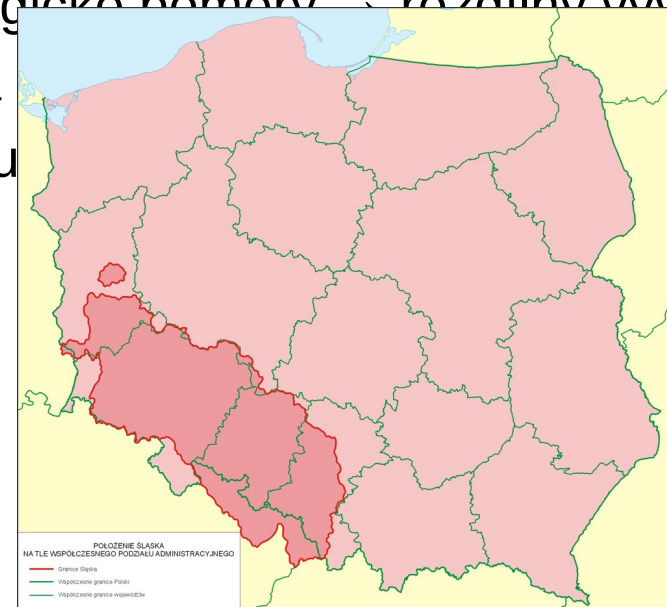 u
POŁOŻENIE ŚLĄSKA
NA TLE WSPÓŁCZESNEGO PODZIAŁU ADMINISTRACYJNEGO
Granice Śląska
Współczesne granice Polski
Współczesne granice województw